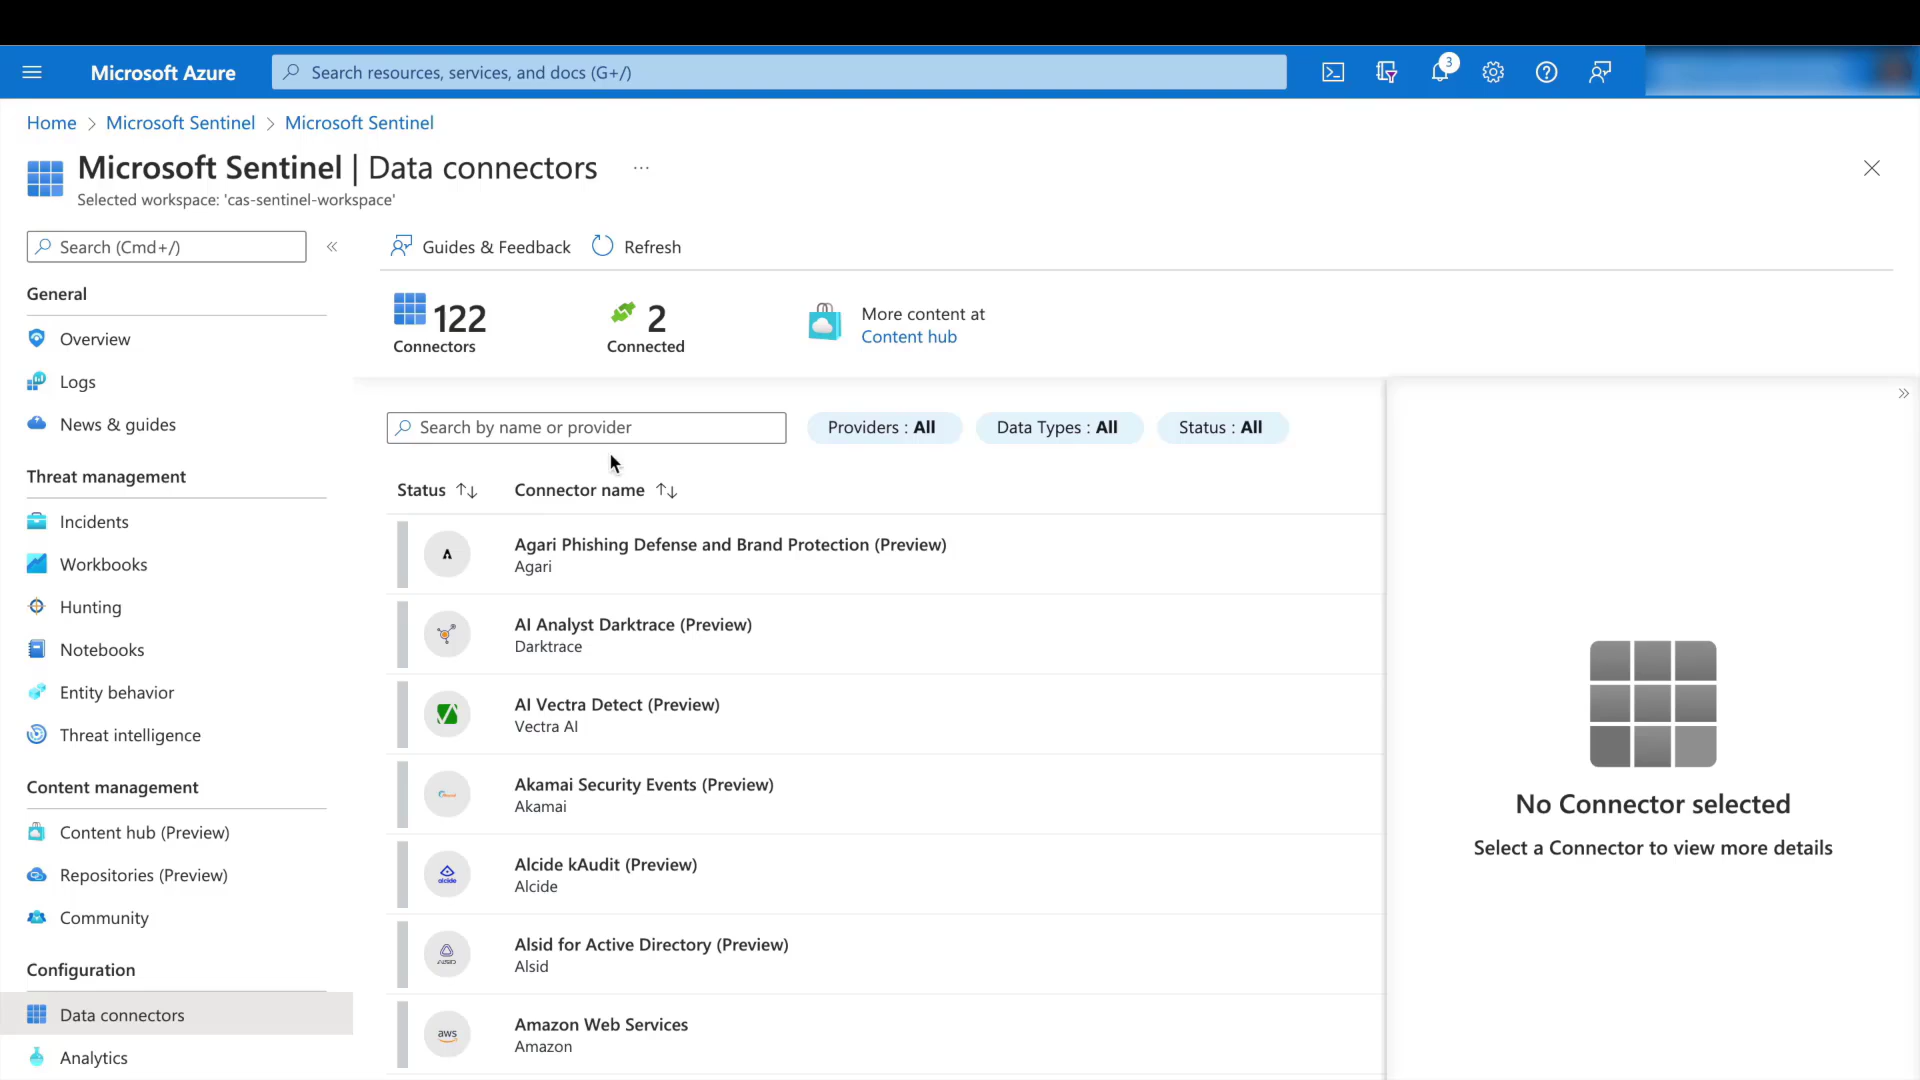 Microsoft Azure
Search resources, services, and docs (G+/)
3
Home > Microsoft Sentinel > Microsoft Sentinel
Microsoft Sentinel | Data connectors ...
Selected workspace: 'cas-sentinel-workspace'
Search (Cmd+/)
«
Guides & Feedback
Refresh
General
Overview
Logs
News & guides
Threat management
Incidents
Workbooks
Hunting
Notebooks
Entity behavior
Threat intelligence
Content management
Content hub (Preview)
Repositories (Preview)
Community
Configuration
Data connectors
Analytics
122
Connectors
2
Connected
More content at
Content hub
Search by name or provider
Providers : All
Data Types : All
Status : All
»
Status ↑↓
Connector name ↑↓
Agari Phishing Defense and Brand Protection (Preview)
Agari
AI Analyst Darktrace (Preview)
Darktrace
AI Vectra Detect (Preview)
Vectra AI
Akamai Security Events (Preview)
Akamai
alcide
Alcide kAudit (Preview)
Alcide
ALSID
Alsid for Active Directory (Preview)
Alsid
aws
Amazon Web Services
Amazon
No Connector selected
Select a Connector to view more details